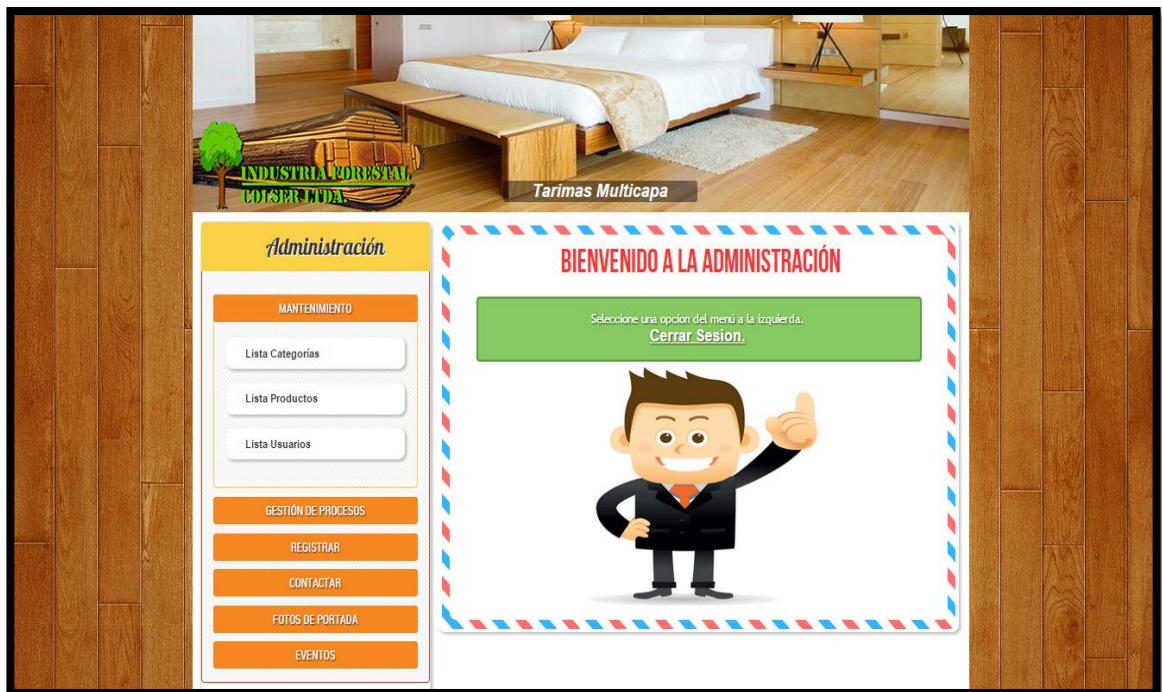 INDUSTRIA FORESTAL
COLSER LTDA.
Tarimas Multicapa
Administración
MANTENIMIENTO
Lista Categorías
Lista Productos
Lista Usuarios
GESTIÓN DE PROCESOS
REGISTRAR
CONTACTAR
FOTOS DE PORTADA
EVENTOS
BIENVENIDO A LA ADMINISTRACIÓN
Seleccione una opcion del menú a la izquierda.
Cerrar Sesion.